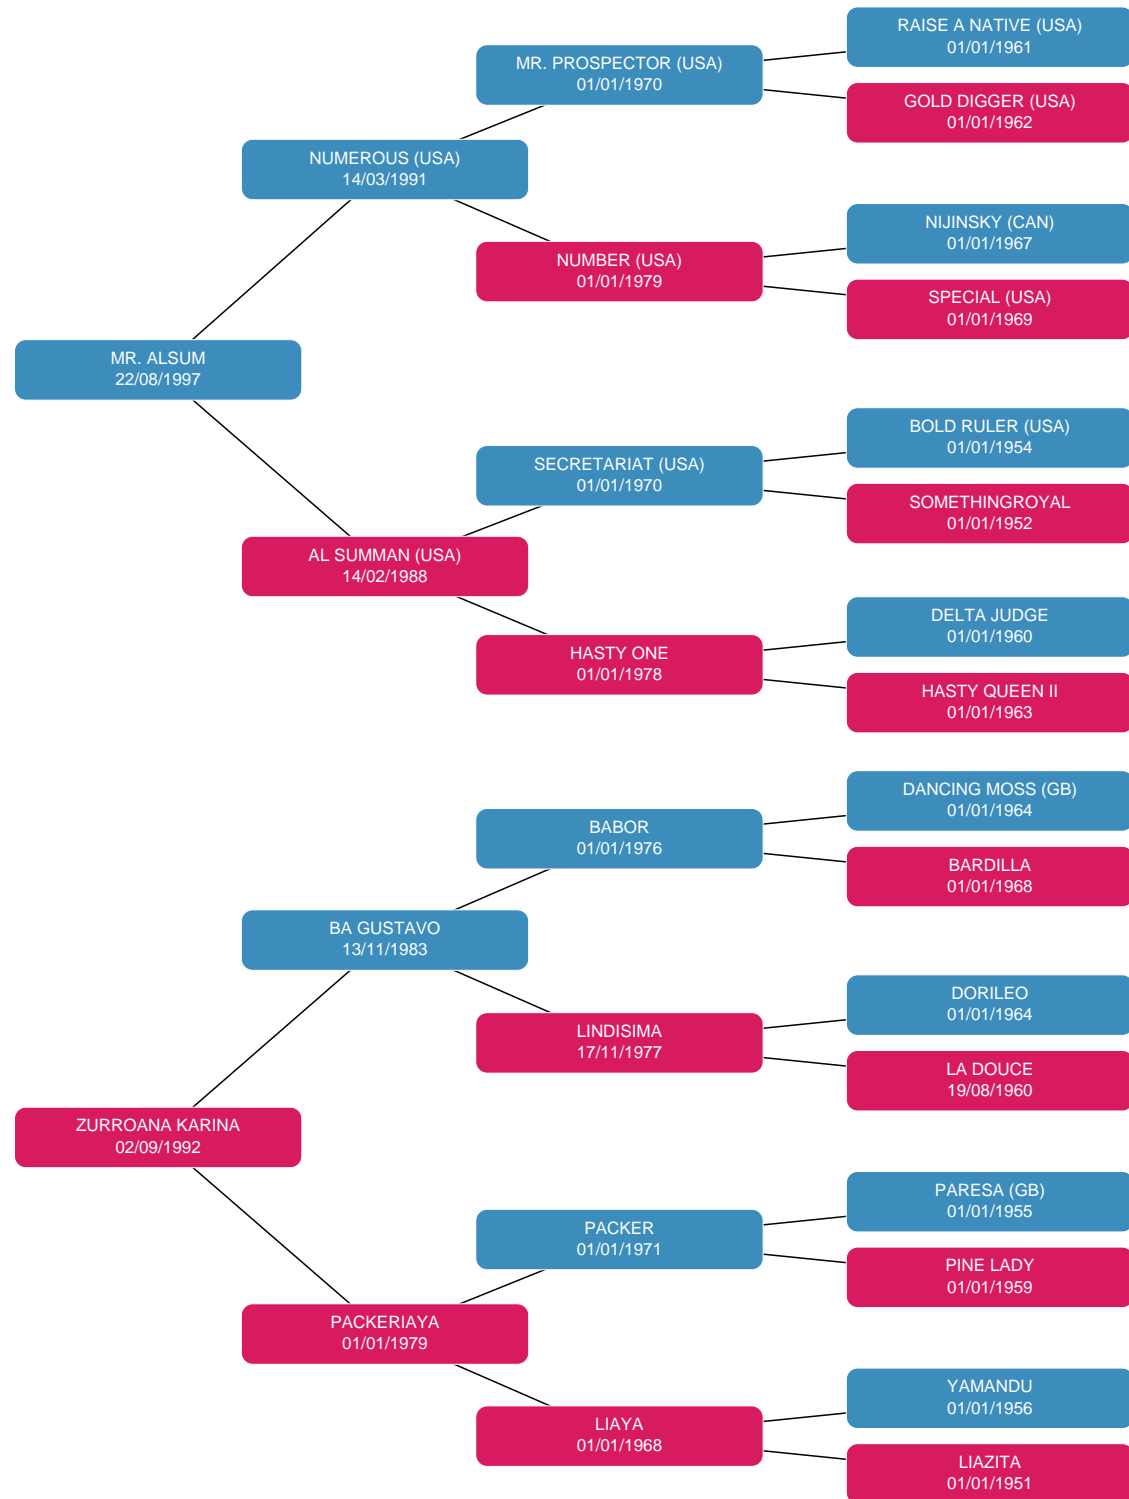 RAISE A NATIVE (USA)
01/01/1961
MR. PROSPECTOR (USA)
01/01/1970
GOLD DIGGER (USA)
01/01/1962
NUMEROUS (USA)
14/03/1991
NIJINSKY (CAN)
01/01/1967
NUMBER (USA)
01/01/1979
SPECIAL (USA)
01/01/1969
MR. ALSUM
22/08/1997
BOLD RULER (USA)
01/01/1954
SECRETARIAT (USA)
01/01/1970
SOMETHINGROYAL
01/01/1952
AL SUMMAN (USA)
14/02/1988
DELTA JUDGE
01/01/1960
HASTY ONE
01/01/1978
HASTY QUEEN II
01/01/1963
DANCING MOSS (GB)
01/01/1964
BABOR
01/01/1976
BARDILLA
01/01/1968
BA GUSTAVO
13/11/1983
DORILEO
01/01/1964
LINDISIMA
17/11/1977
LA DOUCE
19/08/1960
ZURROANA KARINA
02/09/1992
PARESA (GB)
01/01/1955
PACKER
01/01/1971
PINE LADY
01/01/1959
PACKERIAYA
01/01/1979
YAMANDU
01/01/1956
LIAYA
01/01/1968
LIAZITA
01/01/1951